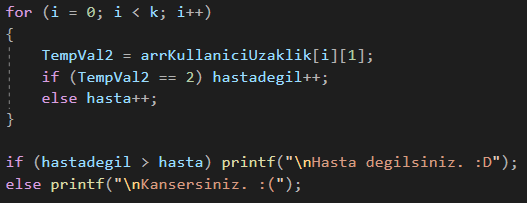 for (i = 0; i < k; i++)
{
TempVal2 = arrKullaniciUzaklik[i][1];
if (TempVal2 == 2) hastadegil++;
else hasta++;
}
if (hastadegil > hasta) printf("\nHasta degilsiniz. :D");
else printf("\nKansersiniz. :(");